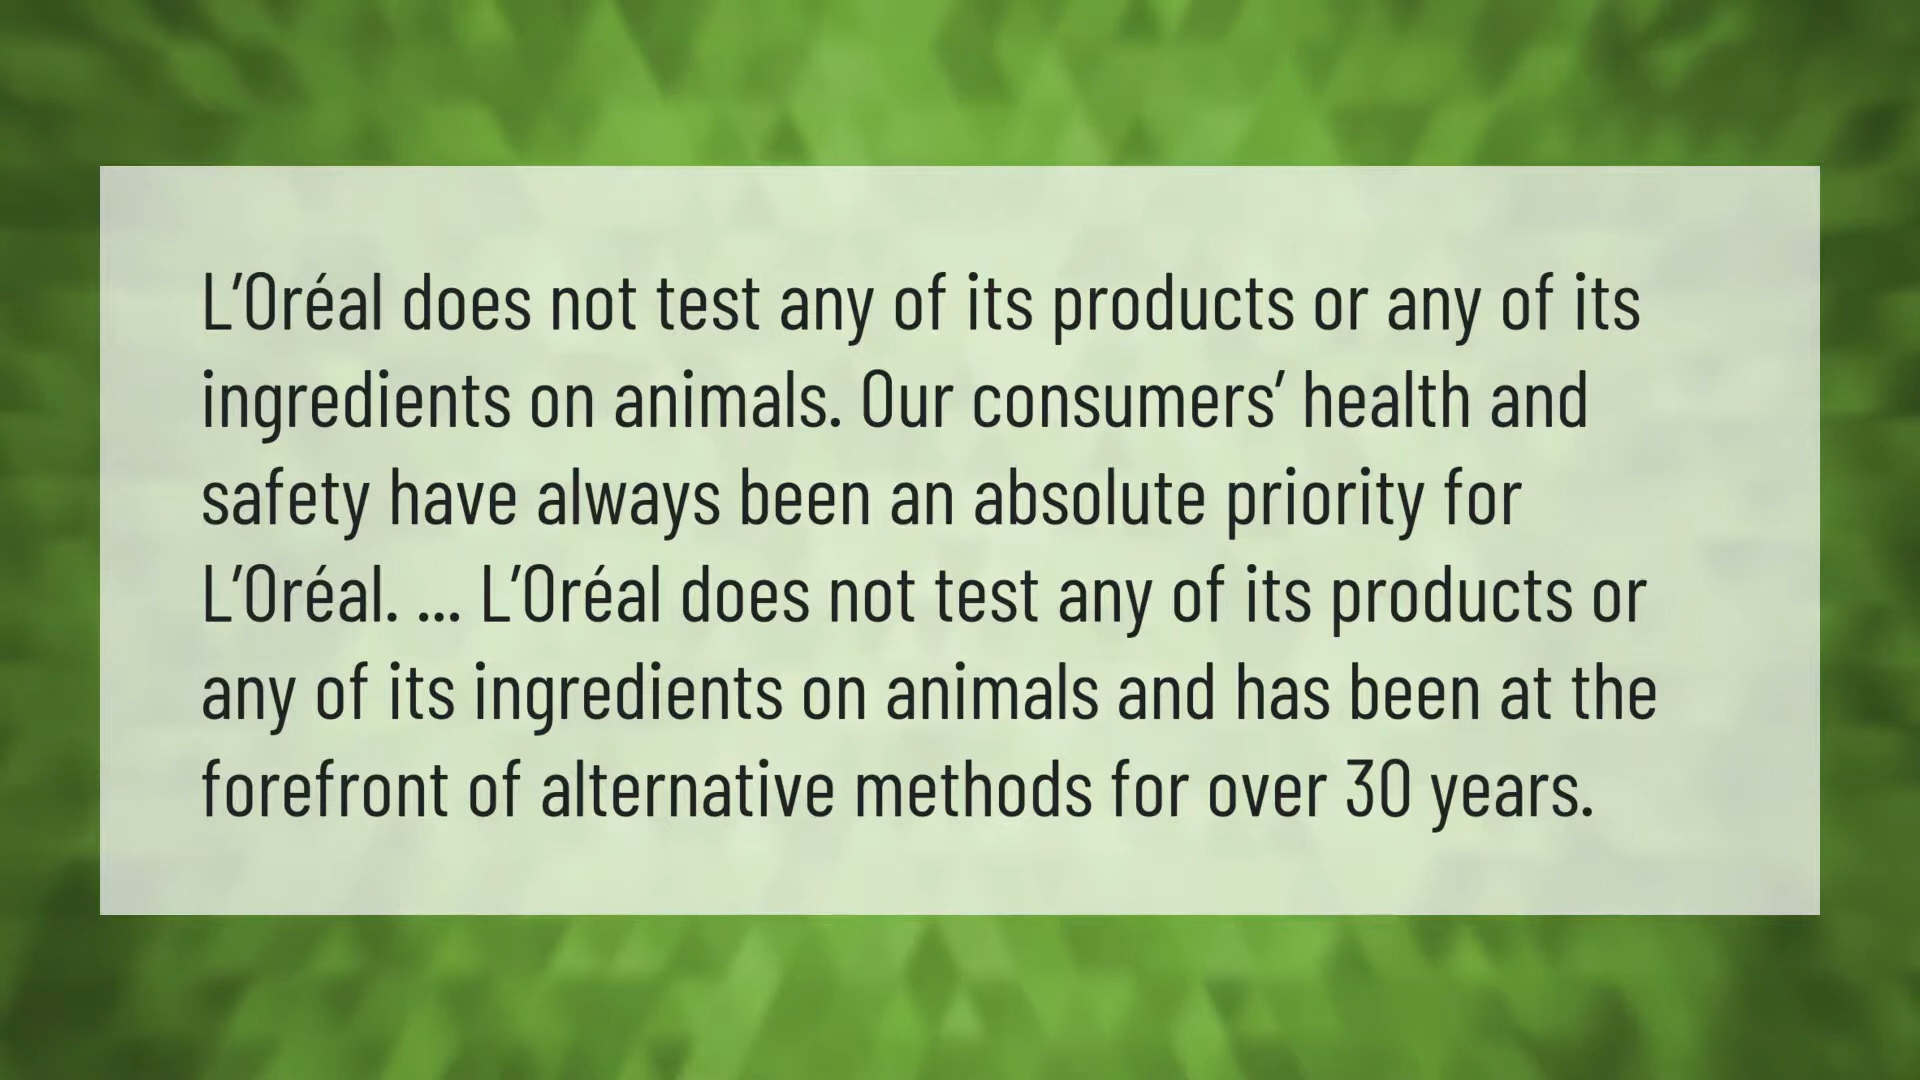 L’Oréal does not test any of its products or any of its
ingredients on animals. Our consumers’ health and
safety have always been an absolute priority for
L’Oréal. ... L’Oréal does not test any of its products or
any of its ingredients on animals and has been at the
forefront of alternative methods for over 30 years.